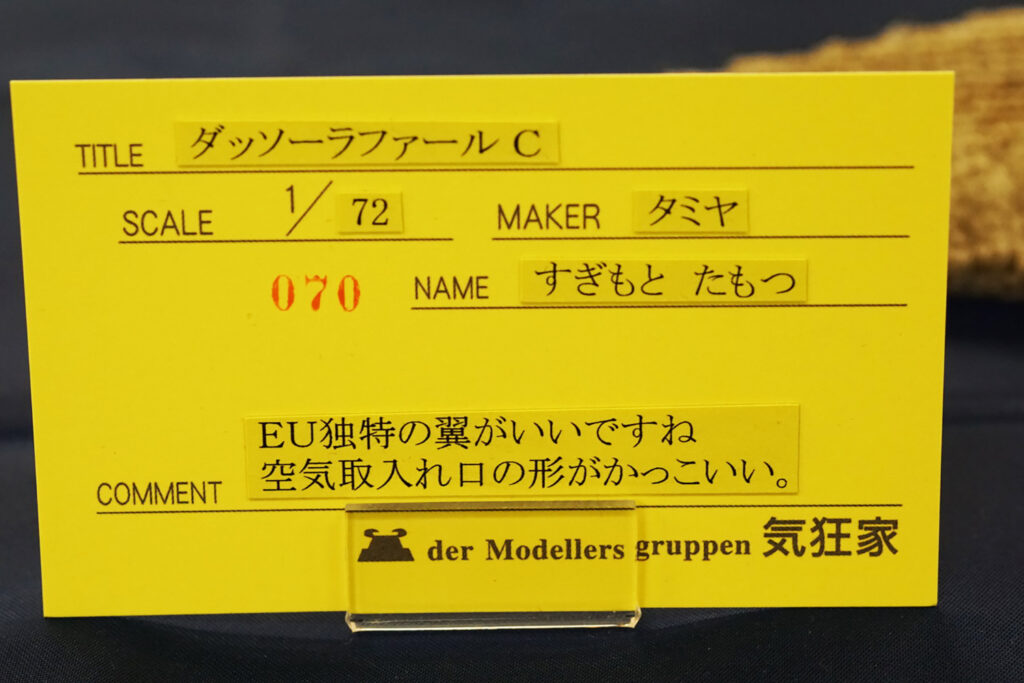 TITLE ダッソーラファール C
SCALE 1/72 MAKER タミヤ
070 NAME すぎもと たもつ
EU独特の翼がいいですね
COMMENT 空気取入れ口の形がかっこいい。
der Modellers gruppen 気狂家